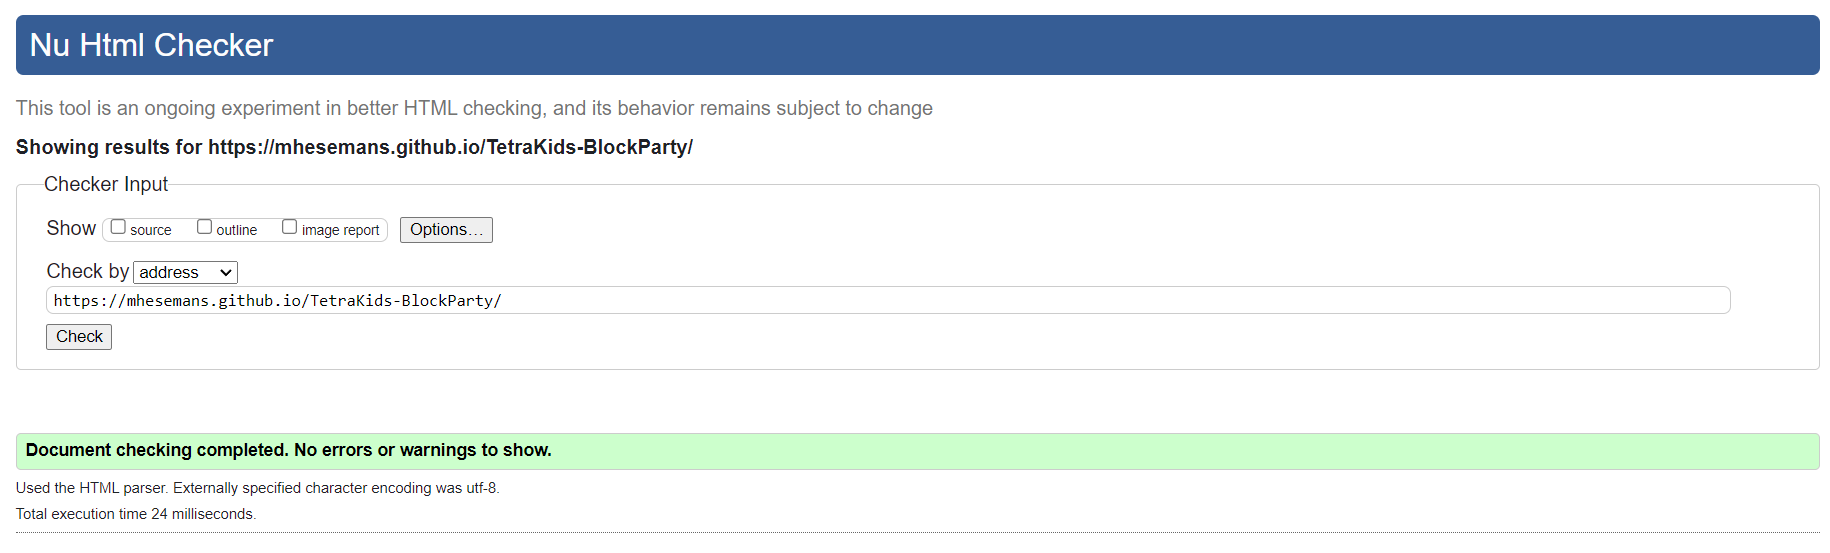 Nu Html Checker
This tool is an ongoing experiment in better HTML checking, and its behavior remains subject to change
Showing results for https://mhesemans.github.io/TetraKids-BlockParty/
Checker Input
Show source outline image report Options...
Check by address
https://mhesemans.github.io/TetraKids-BlockParty/
Check
Document checking completed. No errors or warnings to show.
Used the HTML parser. Externally specified character encoding was utf-8.
Total execution time 24 milliseconds.